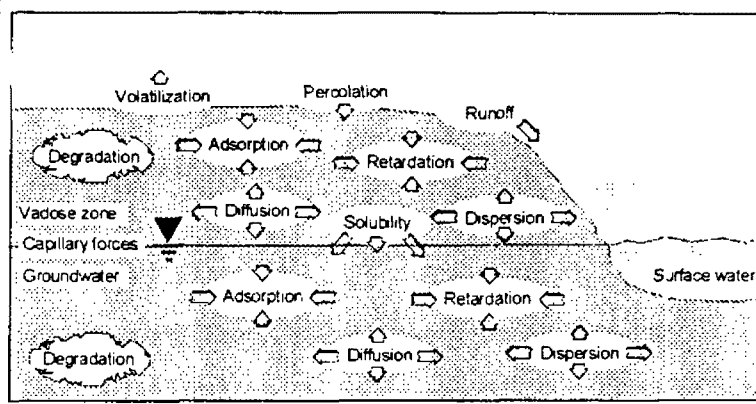 Volatilization
Percolation
Runoff
Degradation
Adsorption
Retardation
Vadose zone
Diffusion
Solubility
Dispersion
Capillary forces
Groundwater
Surface water
Adsorption
Retardation
Degradation
Diffusion
Dispersion